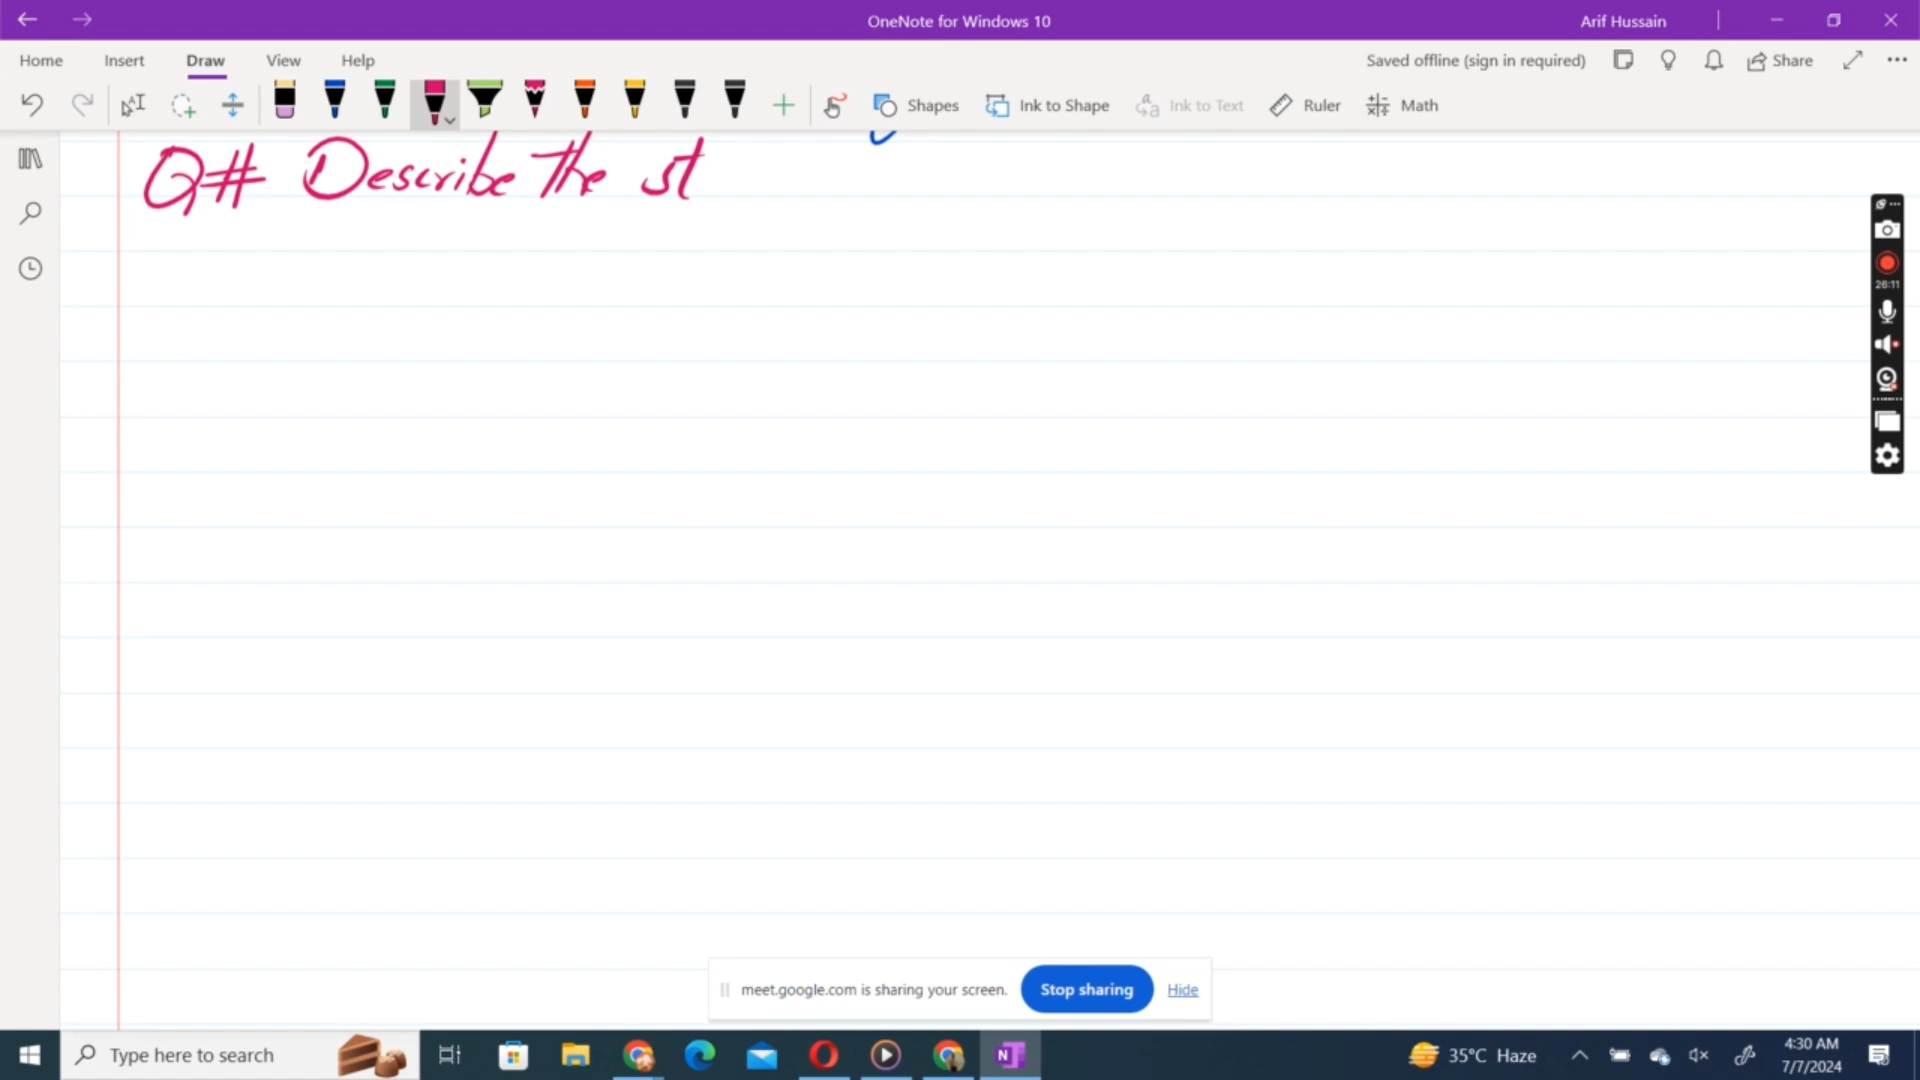 OneNote for Windows 10
Arif Hussain
Home Insert Draw View Help
Saved offline (sign in required) Share
Shapes Ink to Shape Ink to Text Ruler Math
Q# Describe the st
26:11
meet.google.com is sharing your screen. Stop sharing Hide
Type here to search
35°C Haze
4:30 AM
7/7/2024